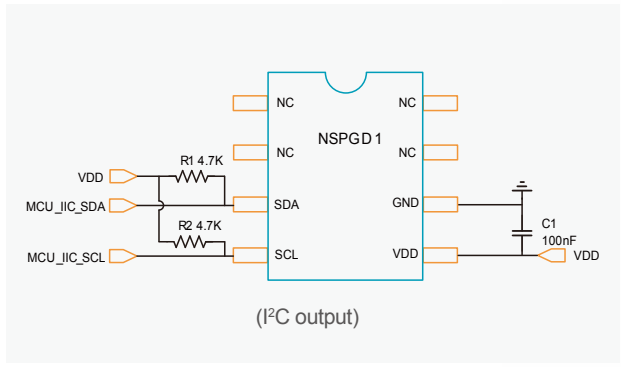 NC
NC
NSPGD1
NC
NC
R1 4.7K
VDD
MCU_IIC_SDA
SDA
GND
R2 4.7K
C1
100nF
MCU_IIC_SCL
SCL
VDD
VDD
(I²C output)